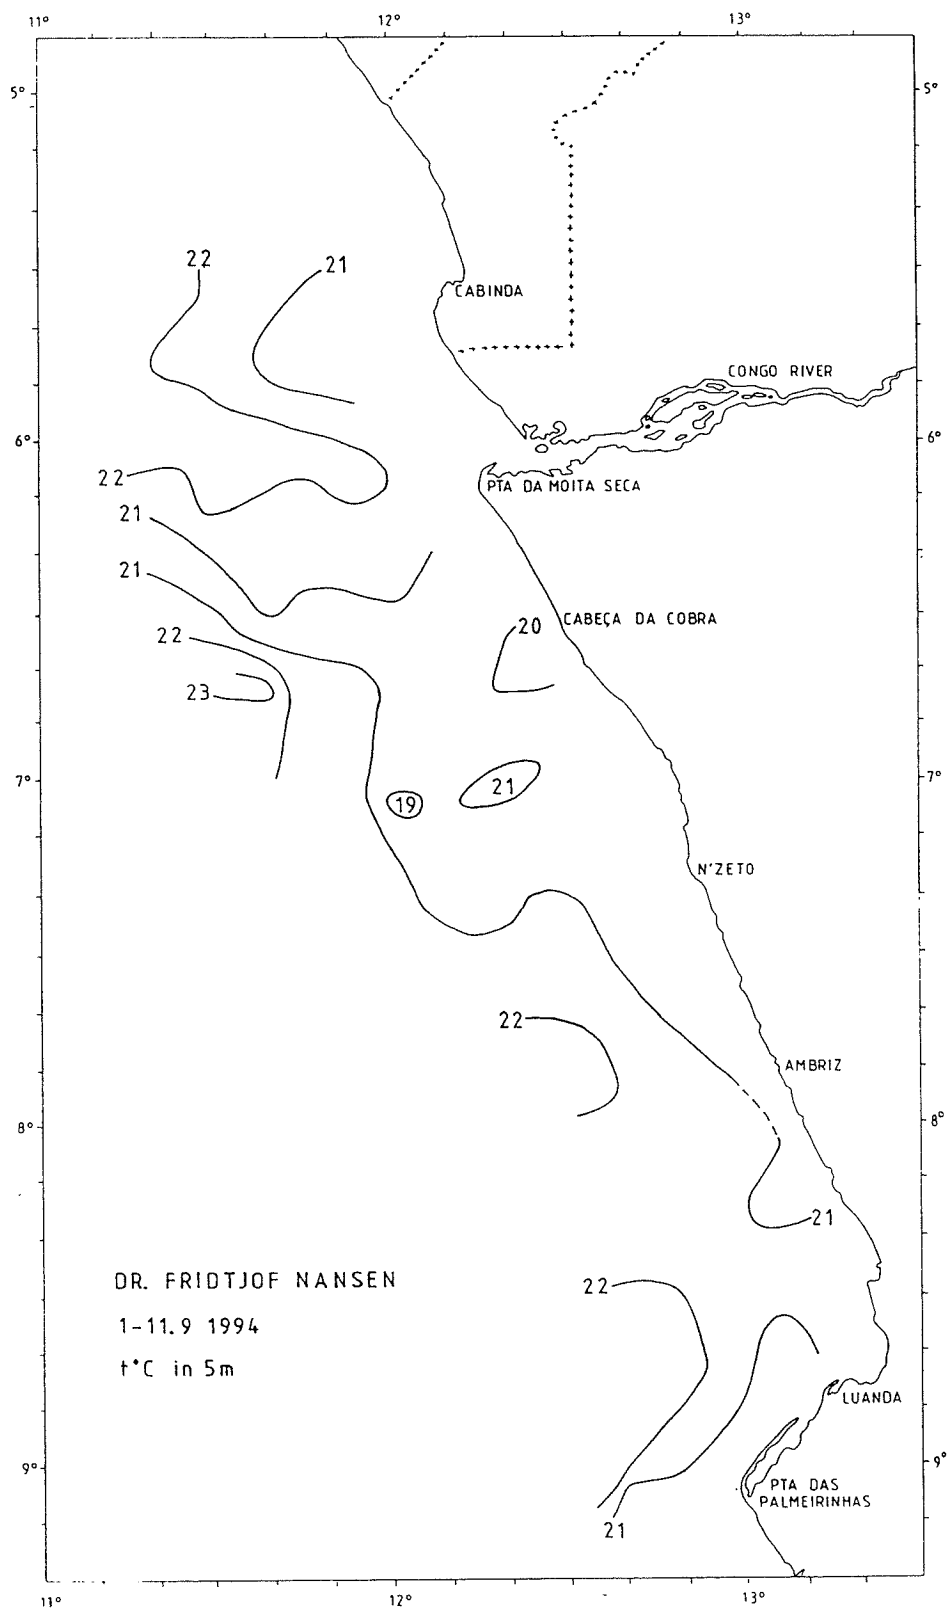 11°
12°
13°
5°
5°
22
21
CABINDA
CONGO RIVER
6°
6°
22
PTA DA MOITA SECA
21
21
CABEÇA DA COBRA
20
22
23
7°
7°
21
19
N'ZETO
22
AMBRIZ
8°
8°
21
DR. FRIDTJOF NANSEN
22
1-11.9 1994
t°C in 5m
LUANDA
9°
9°
PTA DAS
PALMEIRINHAS
21
11°
12°
13°